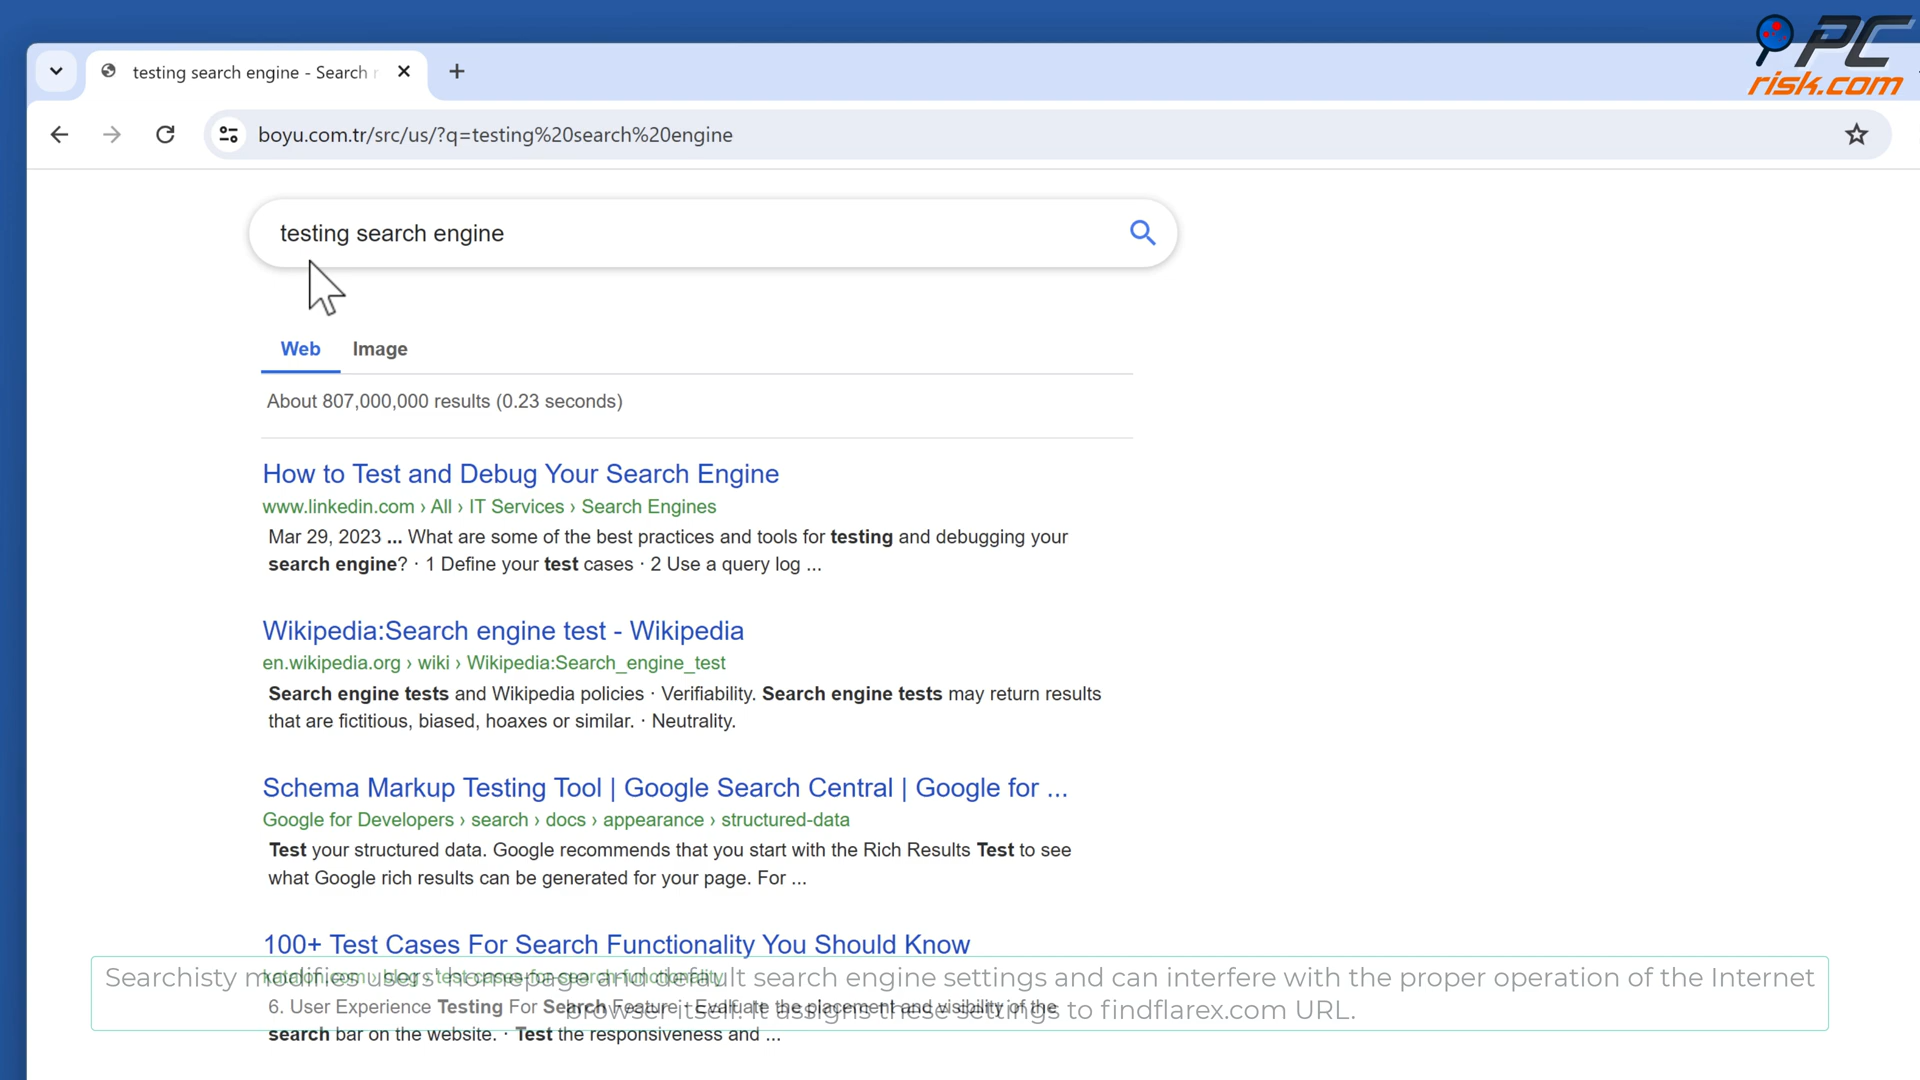 PC
risk.com
testing search engine - Search
boyu.com.tr/src/us/?q=testing%20search%20engine
testing search engine
Web Image
About 807,000,000 results (0.23 seconds)
How to Test and Debug Your Search Engine
www.linkedin.com › All › IT Services › Search Engines
Mar 29, 2023 ... What are some of the best practices and tools for testing and debugging your
search engine? · 1 Define your test cases · 2 Use a query log ...
Wikipedia:Search engine test - Wikipedia
en.wikipedia.org › wiki › Wikipedia:Search_engine_test
Search engine tests and Wikipedia policies · Verifiability. Search engine tests may return results
that are fictitious, biased, hoaxes or similar. · Neutrality.
Schema Markup Testing Tool | Google Search Central | Google for ...
Google for Developers › search › docs › appearance › structured-data
Test your structured data. Google recommends that you start with the Rich Results Test to see
what Google rich results can be generated for your page. For ...
100+ Test Cases For Search Functionality You Should Know
katalon.com › blog › test-cases-for-search-functionality
Searchisty modifies users' homepage and default search engine settings and can interfere with the proper operation of the Internet
6. User Experience Testing For Search Feature · Evaluate the placement and visibility of the
browser itself. It assigns these settings to findflarex.com URL.
search bar on the website. · Test the responsiveness and ...